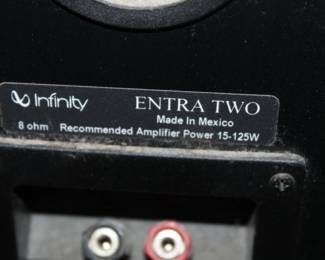 Infinity ENTRA TWO
Made In Mexico
8 ohm Recommended Amplifier Power 15-125W